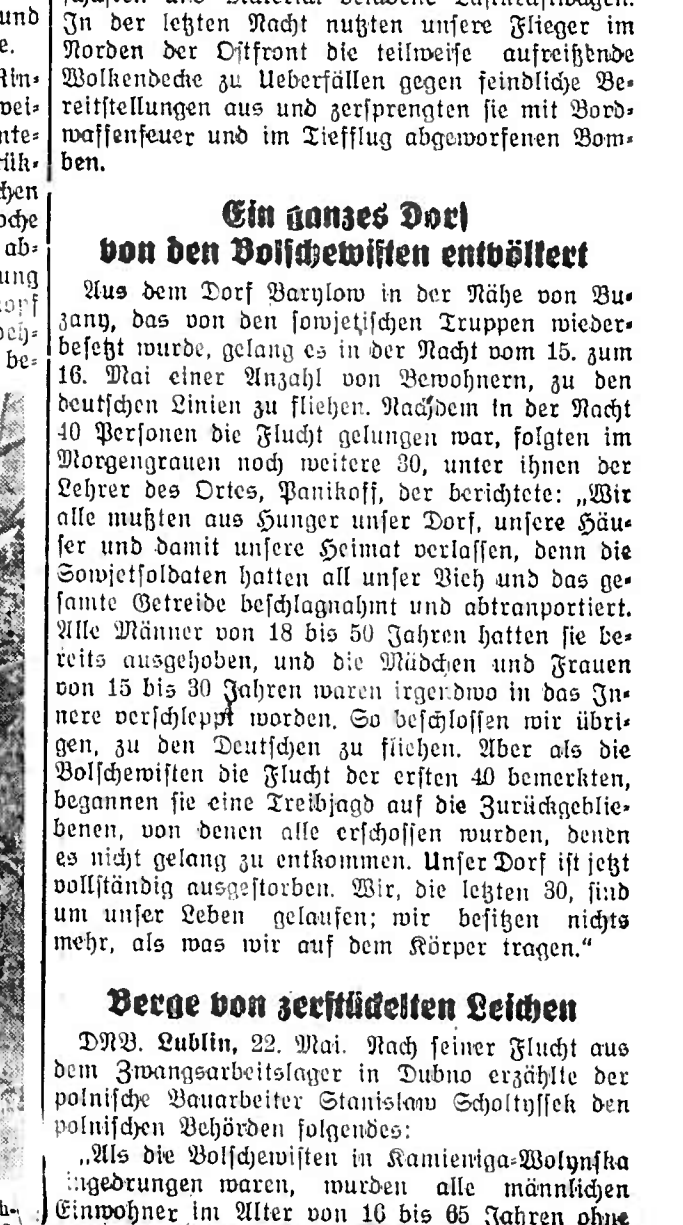 und
e.
Rin-
wei-
nte-
rük-
chen
oche
ab-
ung
kopf
be-
In der letzten Nacht nutzten unsere Flieger im
Norden der Ostfront die teilweise aufreißende
Wolkendecke zu Ueberfällen gegen feindliche Be-
reitstellungen aus und zersprengten sie mit Bord-
waffenfeuer und im Tiefflug abgeworfenen Bom-
ben.
Ein ganzes Dorf
von den Bolschewisten entvölkert
Aus dem Dorf Barylow in der Nähe von Bu-
zany, das von den sowjetischen Truppen wieder-
besetzt wurde, gelang es in der Nacht vom 15. zum
16. Mai einer Anzahl von Bewohnern, zu den
deutschen Linien zu fliehen. Nachdem in der Nacht
40 Personen die Flucht gelungen war, folgten im
Morgengrauen noch weitere 30, unter ihnen der
Lehrer des Ortes, Panikoff, der berichtete: „Wir
alle mußten aus Hunger unser Dorf, unsere Häu-
ser und damit unsere Heimat verlassen, denn die
Sowjetsoldaten hatten all unser Vieh und das ge-
samte Getreide beschlagnahmt und abtranportiert.
Alle Männer von 18 bis 50 Jahren hatten sie be-
reits ausgehoben, und die Mädchen und Frauen
von 15 bis 30 Jahren waren irgendwo in das In-
nere verschleppt worden. So beschlossen wir übri-
gen, zu den Deutschen zu fliehen. Aber als die
Bolschewisten die Flucht der ersten 40 bemerkten,
begannen sie eine Treibjagd auf die Zurückgeblie-
benen, von denen alle erschossen wurden, denen
es nicht gelang zu entkommen. Unser Dorf ist jetzt
vollständig ausgestorben. Wir, die letzten 30, sind
um unser Leben gelaufen; wir besitzen nichts
mehr, als was wir auf dem Körper tragen.“
Berge von zerstückelten Leichen
DNB. Lublin, 22. Mai. Nach seiner Flucht aus
dem Zwangsarbeitslager in Dubno erzählte der
polnische Bauarbeiter Stanislaw Scholtyssek den
polnischen Behörden folgendes:
„Als die Bolschewisten in Kamieniga-Wolynska
ingedrungen waren, wurden alle männlichen
Einwohner im Alter von 16 bis 65 Jahren ohne